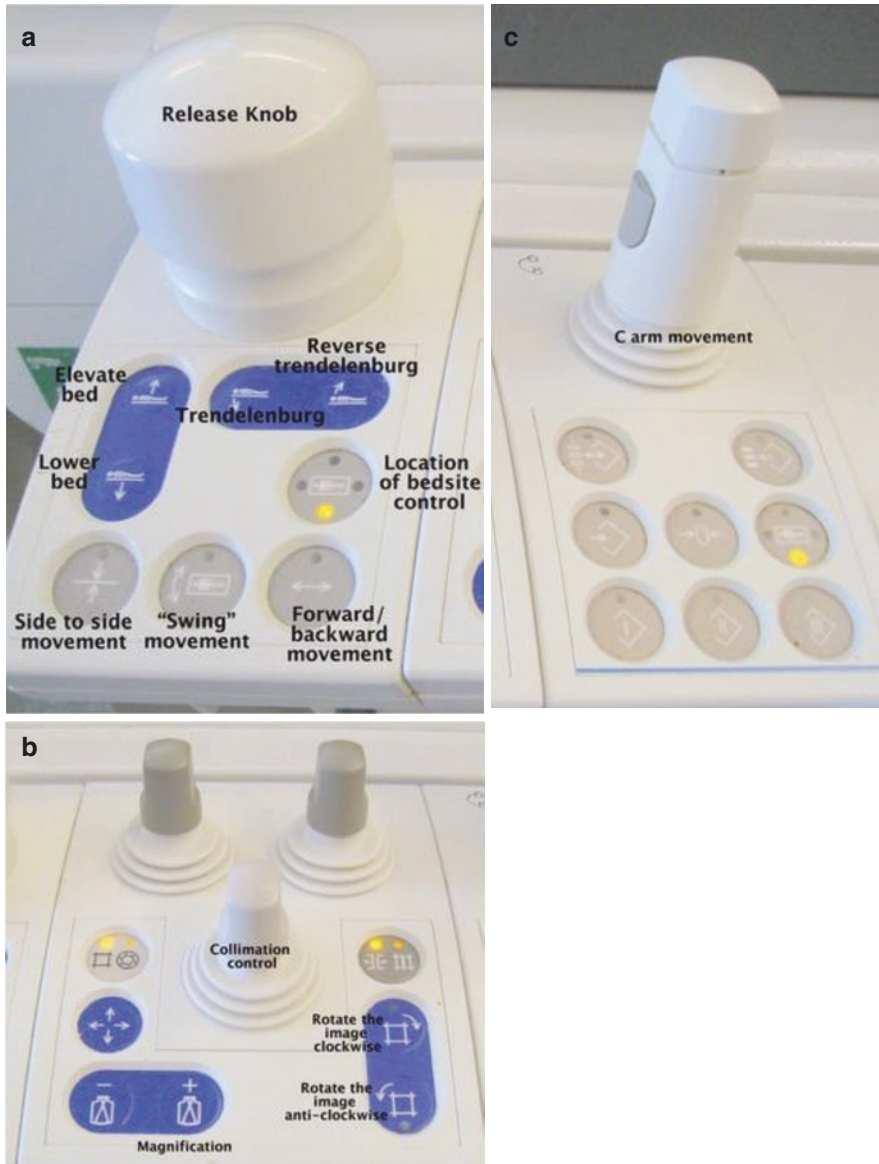 a
Release Knob
Reverse
trendelenburg
Elevate
bed
Trendelenburg
Lower
bed
Location
of bedsite
control
Side to side
movement
“Swing”
movement
Forward/
backward
movement
c
C arm movement
b
Collimation
control
Rotate the
image
clockwise
Rotate the
image
anti-clockwise
− +
Magnification